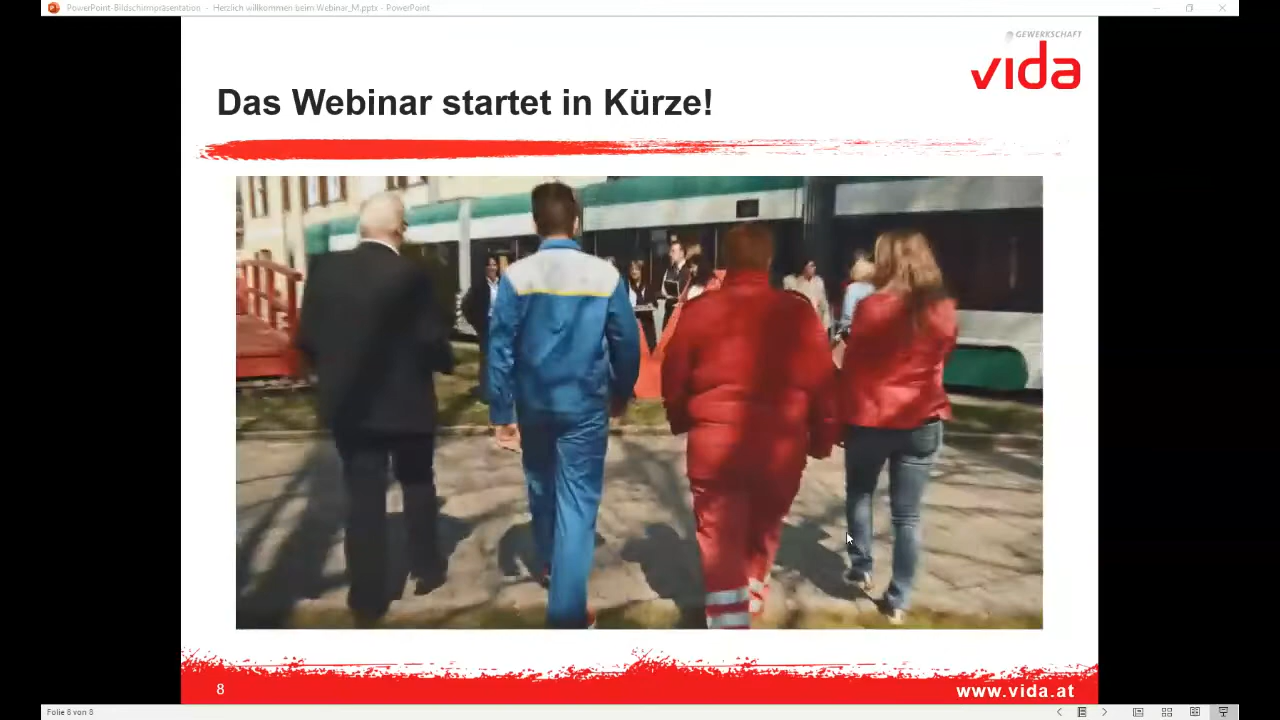 PowerPoint-Bildschirmpräsentation - Herzlich willkommen beim Webinar_M.pptx - PowerPoint
GEWERKSCHAFT
vida
Das Webinar startet in Kürze!
8
www.vida.at
Folie 8 von 8